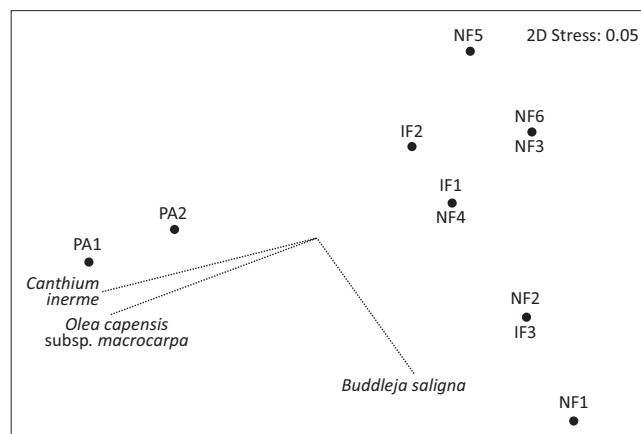 NF5
2D Stress: 0.05
NF6
IF2
NF3
IF1
PA2
NF4
PA1
Canthium
inerme
NF2
Olea capensis
IF3
subsp. macrocarpa
Buddleja saligna
NF1